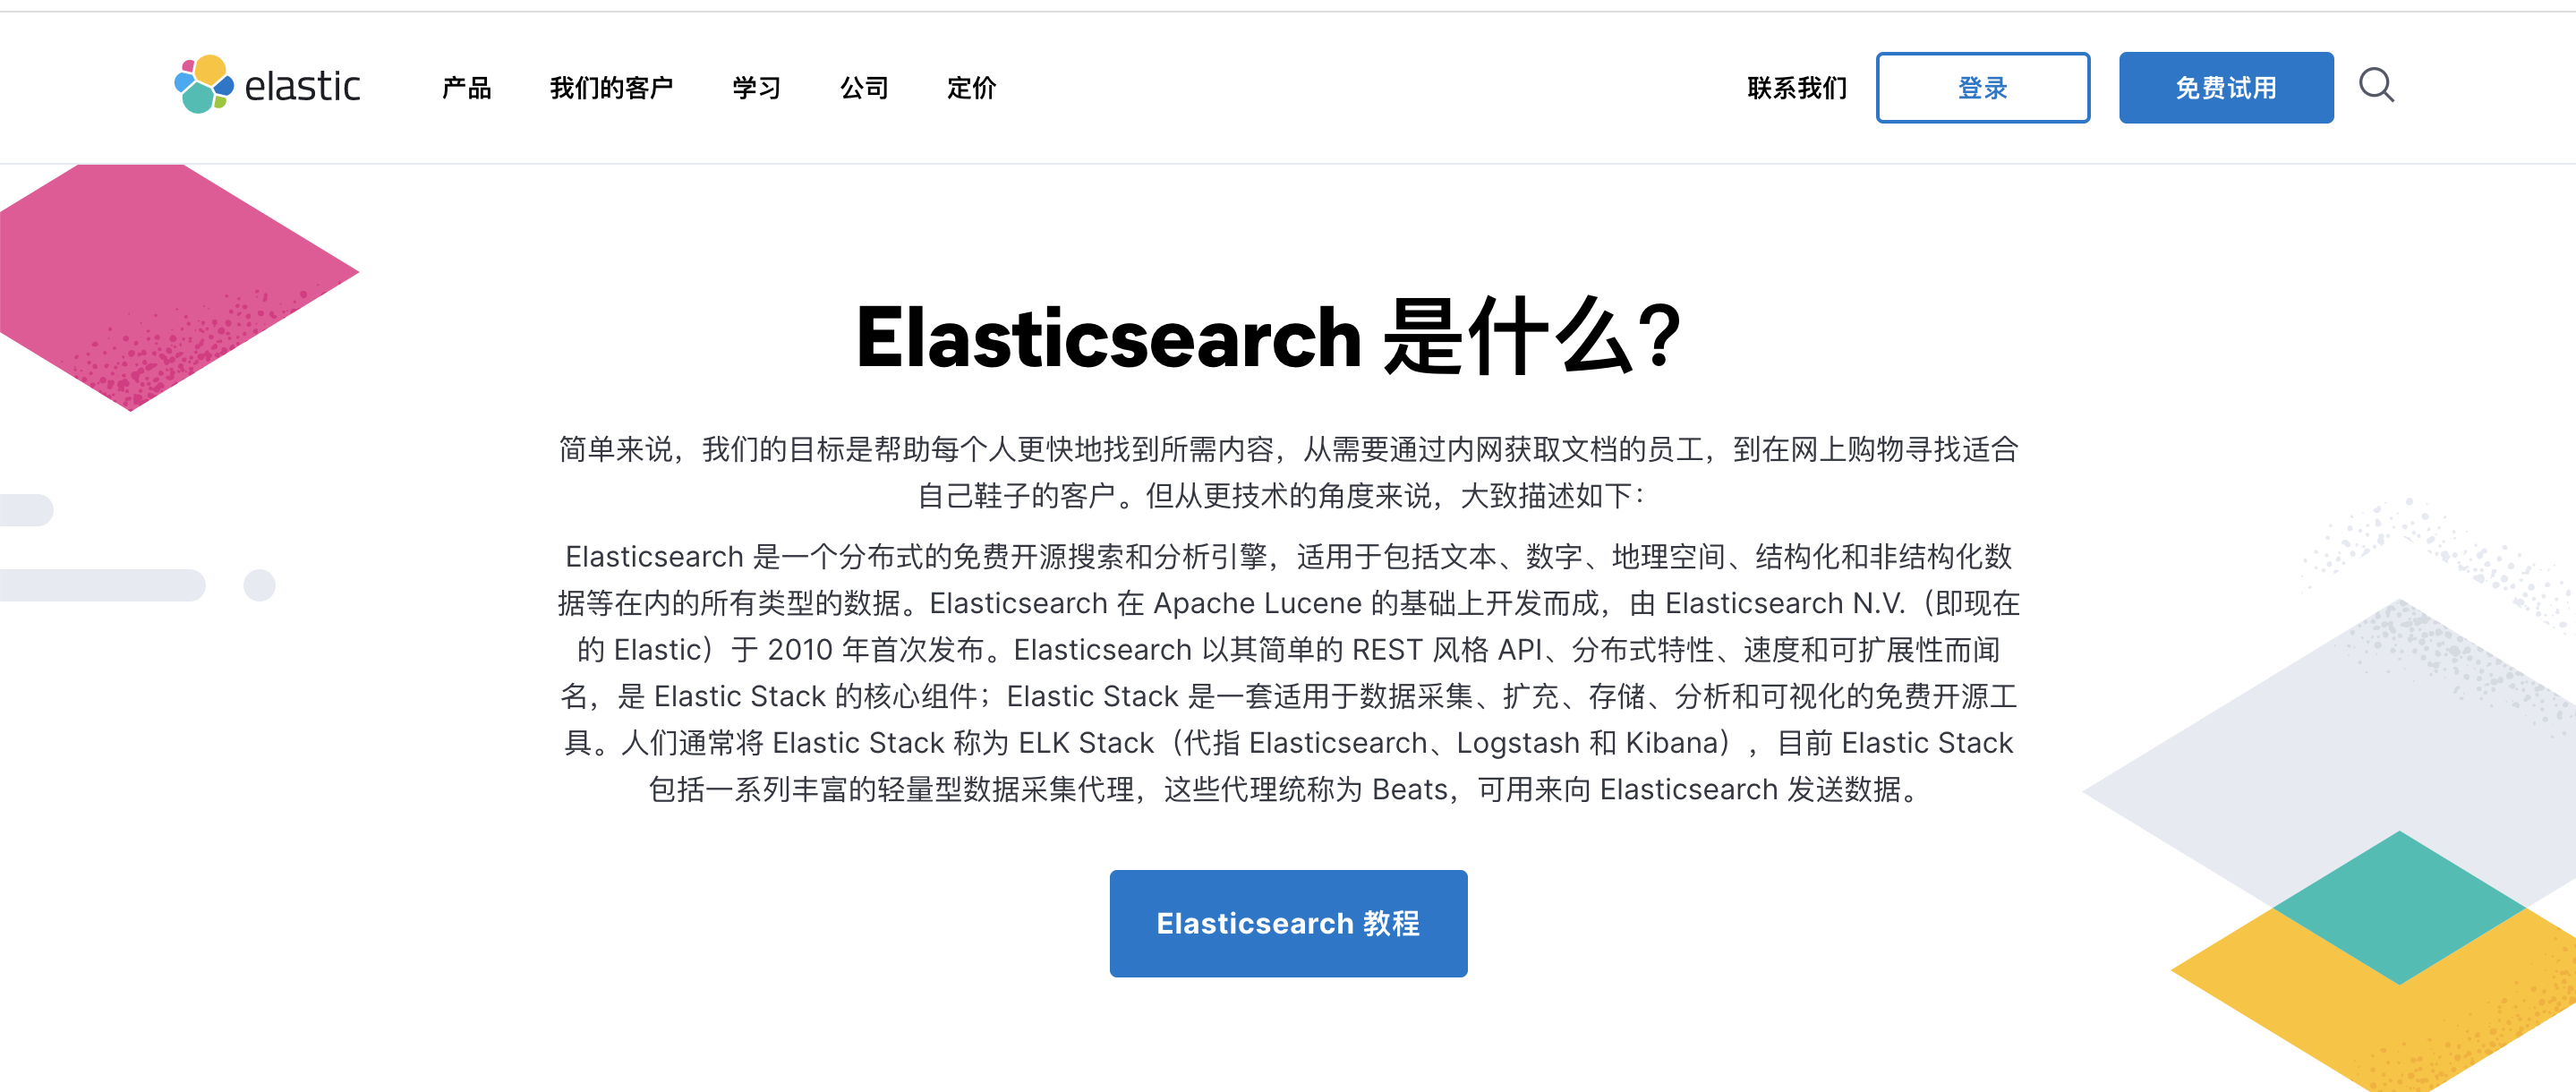 elastic 产品 我们的客户 学习 公司 定价 联系我们 登录 免费试用
Elasticsearch 是什么？
简单来说，我们的目标是帮助每个人更快地找到所需内容，从需要通过内网获取文档的员工，到在网上购物寻找适合
自己鞋子的客户。但从更技术的角度来说，大致描述如下：
Elasticsearch 是一个分布式的免费开源搜索和分析引擎，适用于包括文本、数字、地理空间、结构化和非结构化数
据等在内的所有类型的数据。Elasticsearch 在 Apache Lucene 的基础上开发而成，由 Elasticsearch N.V.（即现在
的 Elastic）于 2010 年首次发布。Elasticsearch 以其简单的 REST 风格 API、分布式特性、速度和可扩展性而闻
名，是 Elastic Stack 的核心组件；Elastic Stack 是一套适用于数据采集、扩充、存储、分析和可视化的免费开源工
具。人们通常将 Elastic Stack 称为 ELK Stack（代指 Elasticsearch、Logstash 和 Kibana），目前 Elastic Stack
包括一系列丰富的轻量型数据采集代理，这些代理统称为 Beats，可用来向 Elasticsearch 发送数据。
Elasticsearch 教程